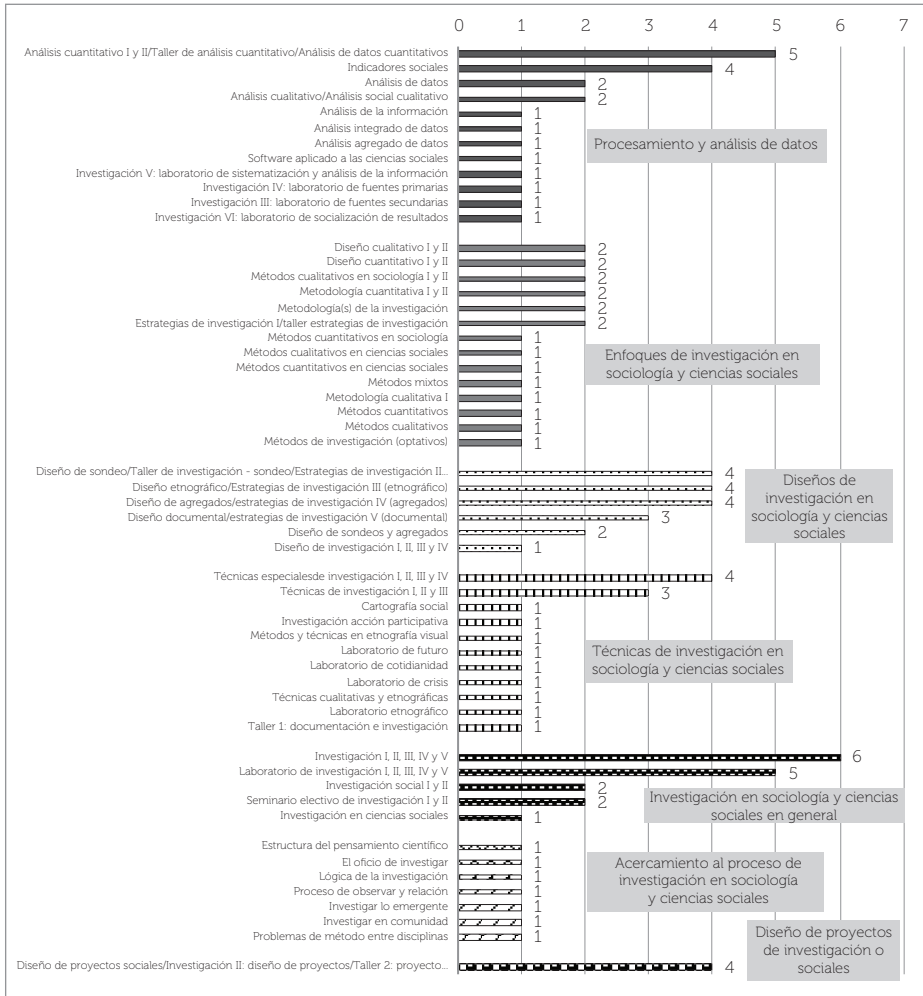 0 1 2 3 4 5 6 7
Análisis cuantitativo I y II/Taller de análisis cuantitativo/Análisis de datos cuantitativos 5
Indicadores sociales 4
Análisis de datos 2
Análisis cualitativo/Análisis social cualitativo 2
Análisis de la información 1
Análisis integrado de datos 1
Análisis agregado de datos 1
Software aplicado a las ciencias sociales 1
Investigación V: laboratorio de sistematización y análisis de la información 1
Investigación IV: laboratorio de fuentes primarias 1
Investigación III: laboratorio de fuentes secundarias 1
Investigación VI: laboratorio de socialización de resultados 1
Procesamiento y análisis de datos
Diseño cualitativo I y II 2
Diseño cuantitativo I y II 2
Métodos cualitativos en sociología I y II 2
Metodología cuantitativa I y II 2
Metodología(s) de la investigación 2
Estrategias de investigación I/taller estrategias de investigación 2
Métodos cuantitativos en sociología 1
Métodos cualitativos en ciencias sociales 1
Métodos cuantitativos en ciencias sociales 1
Métodos mixtos 1
Metodología cualitativa I 1
Métodos cuantitativos 1
Métodos cualitativos 1
Métodos de investigación (optativos) 1
Enfoques de investigación en
sociología y ciencias sociales
Diseño de sondeo/Taller de investigación - sondeo/Estrategias de investigación II... 4
Diseño etnográfico/Estrategias de investigación III (etnográfico) 4
Diseño de agregados/estrategias de investigación IV (agregados) 4
Diseño documental/estrategias de investigación V (documental) 3
Diseño de sondeos y agregados 2
Diseño de investigación I, II, III y IV 1
Diseños de
investigación en
sociología y ciencias
sociales
Técnicas especialesde investigación I, II, III y IV 4
Técnicas de investigación I, II y III 3
Cartografía social 1
Investigación acción participativa 1
Métodos y técnicas en etnografía visual 1
Laboratorio de futuro 1
Laboratorio de cotidianidad 1
Laboratorio de crisis 1
Técnicas cualitativas y etnográficas 1
Laboratorio etnográfico 1
Taller 1: documentación e investigación 1
Técnicas de investigación en
sociología y ciencias sociales
Investigación I, II, III, IV y V 6
Laboratorio de investigación I, II, III, IV y V 5
Investigación social I y II 2
Seminario electivo de investigación I y II 2
Investigación en ciencias sociales 1
Investigación en sociología y ciencias
sociales en general
Estructura del pensamiento científico 1
El oficio de investigar 1
Lógica de la investigación 1
Proceso de observar y relación 1
Investigar lo emergente 1
Investigar en comunidad 1
Problemas de método entre disciplinas 1
Acercamiento al proceso de
investigación en sociología
y ciencias sociales
Diseño de proyectos sociales/Investigación II: diseño de proyectos/Taller 2: proyecto... 4
Diseño de proyectos
de investigación o
sociales